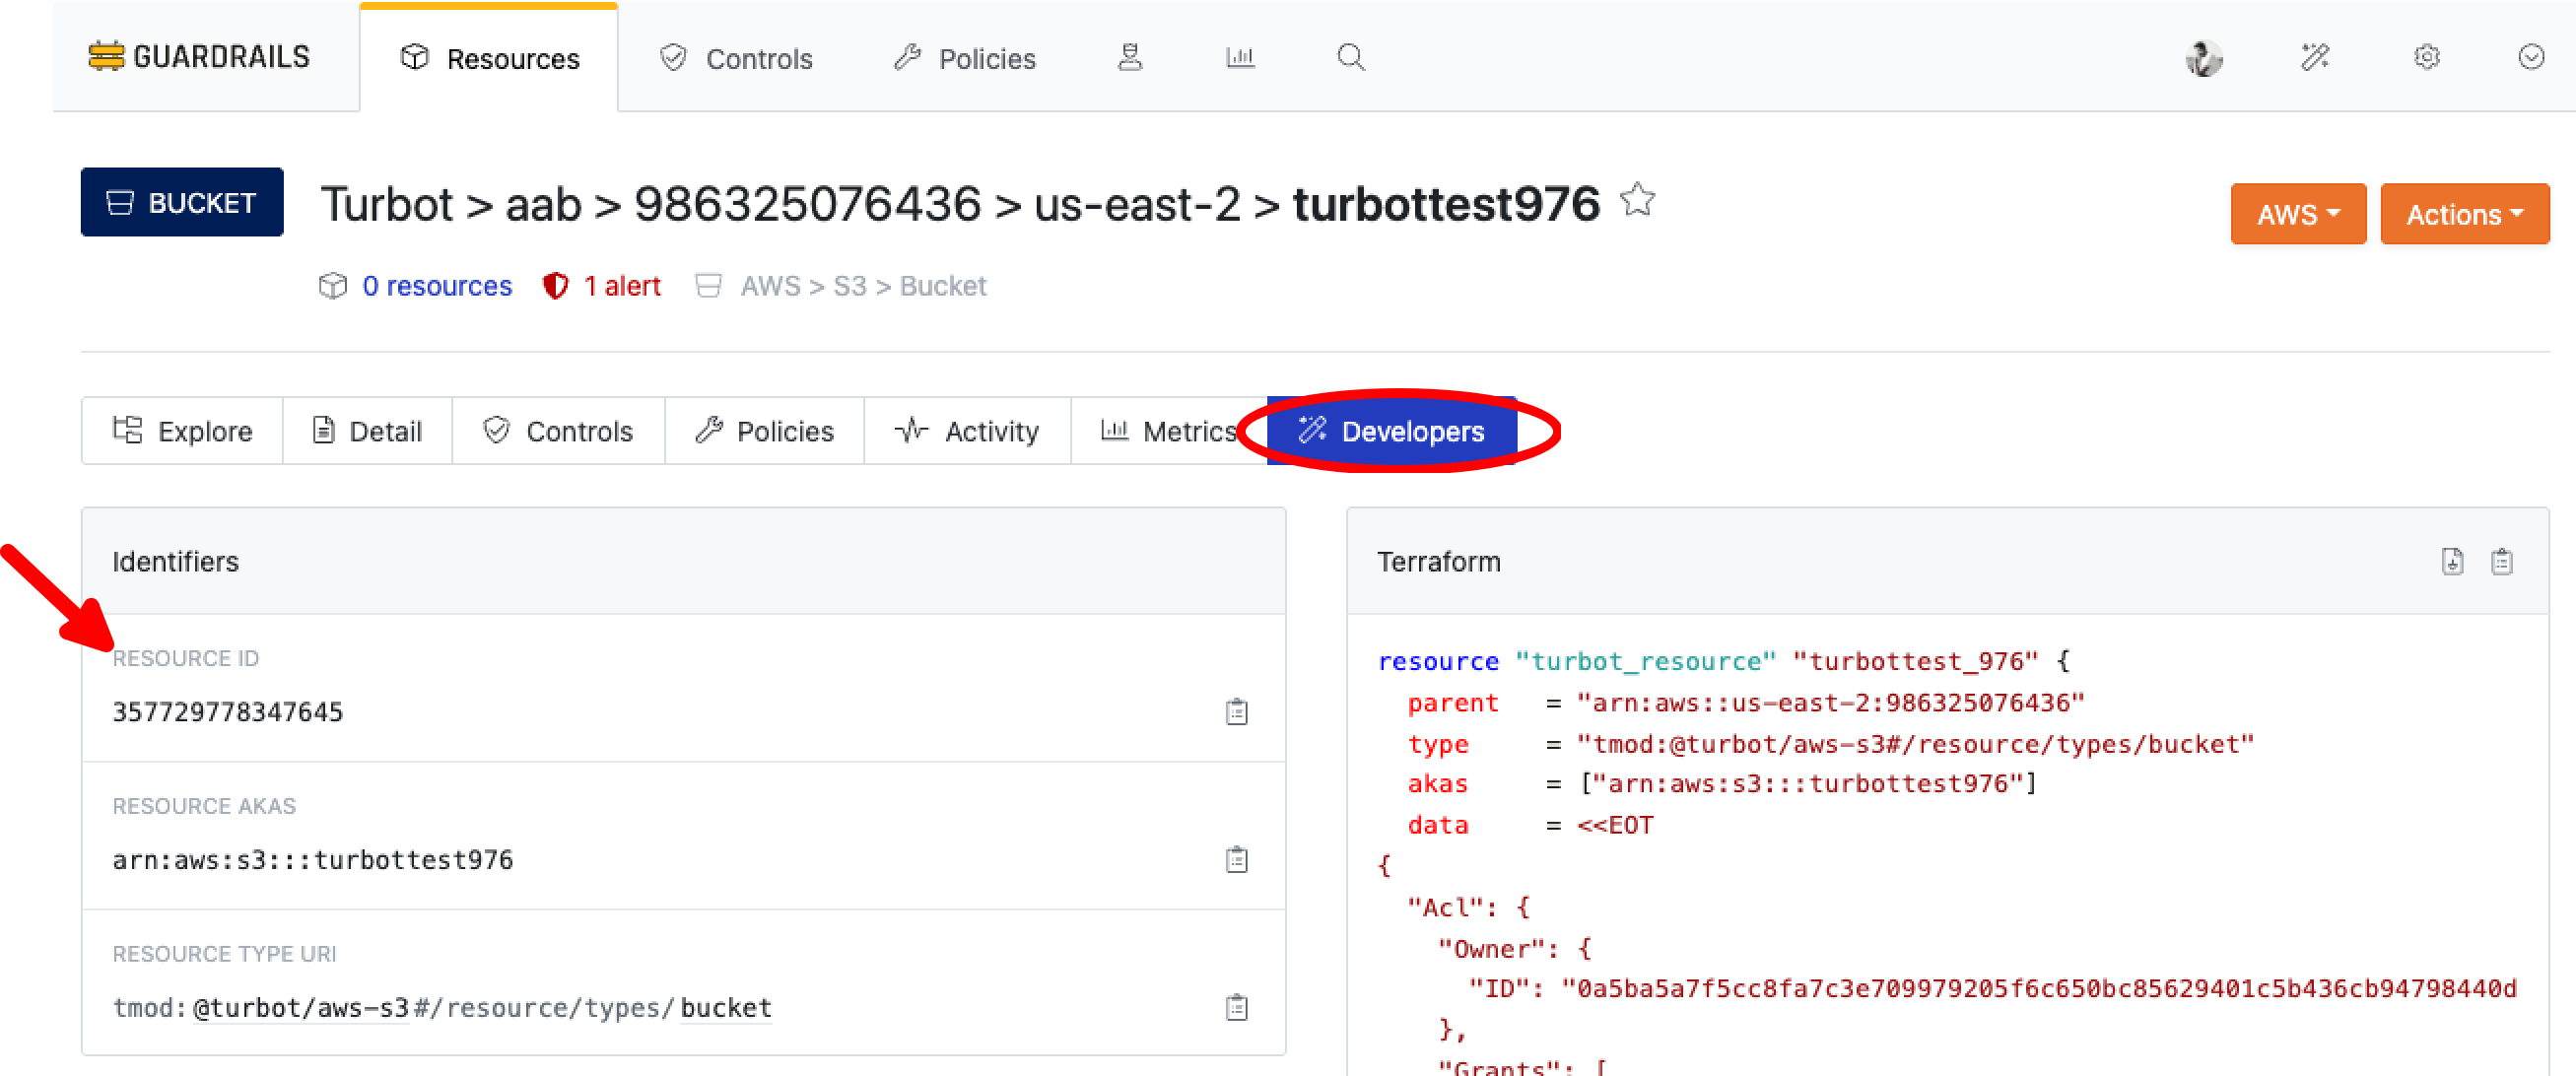 GUARDRAILS Resources Controls Policies
BUCKET Turbot > aab > 986325076436 > us-east-2 > turbottest976 AWS Actions
0 resources 1 alert AWS > S3 > Bucket
Explore Detail Controls Policies Activity Metrics Developers
Identifiers
RESOURCE ID
357729778347645
RESOURCE AKAS
arn:aws:s3:::turbottest976
RESOURCE TYPE URI
tmod:@turbot/aws-s3#/resource/types/bucket
Terraform
resource "turbot_resource" "turbottest_976" {
parent = "arn:aws::us-east-2:986325076436"
type = "tmod:@turbot/aws-s3#/resource/types/bucket"
akas = ["arn:aws:s3:::turbottest976"]
data = <<EOT
{
"Acl": {
"Owner": {
"ID": "0a5ba5a7f5cc8fa7c3e709979205f6c650bc85629401c5b436cb94798440d
},
"Grants": [